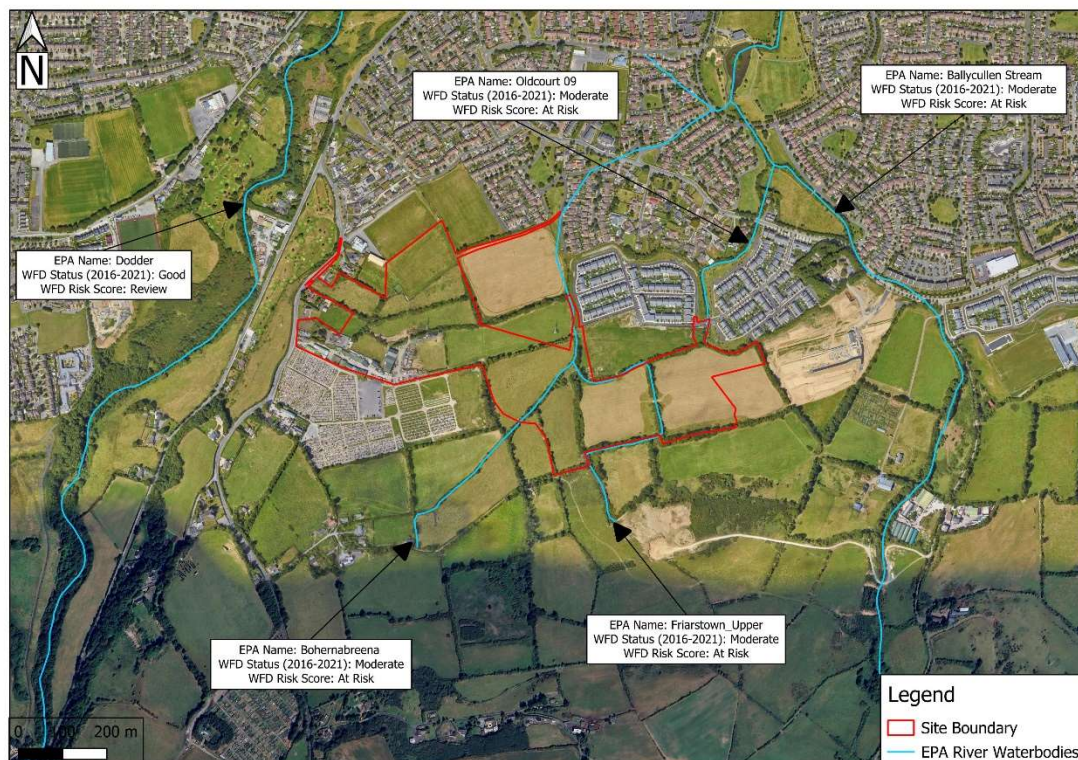 N
EPA Name: Oldcourt 09
WFD Status (2016-2021): Moderate
WFD Risk Score: At Risk
EPA Name: Ballycullen Stream
WFD Status (2016-2021): Moderate
WFD Risk Score: At Risk
EPA Name: Dodder
WFD Status (2016-2021): Good
WFD Risk Score: Review
EPA Name: Bohernabreena
WFD Status (2016-2021): Moderate
WFD Risk Score: At Risk
EPA Name: Friarstown_Upper
WFD Status (2016-2021): Moderate
WFD Risk Score: At Risk
0 100 200 m
Legend
Site Boundary
EPA River Waterbodies